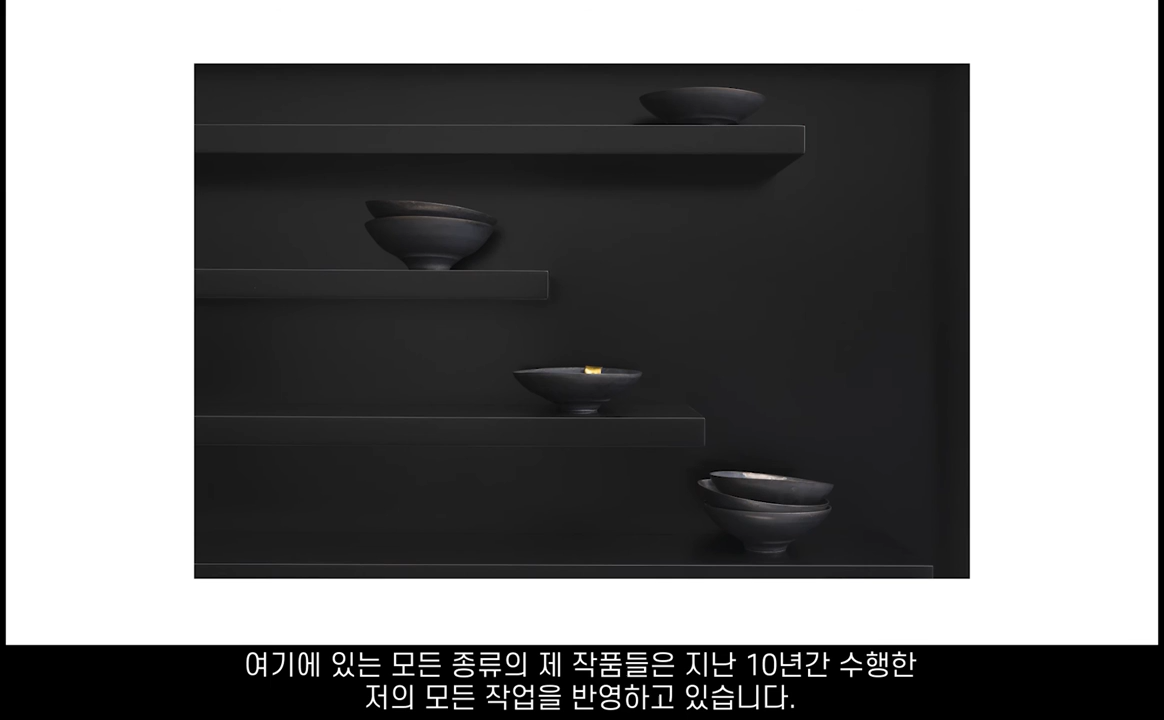 여기에 있는 모든 종류의 제 작품들은 지난 10년간 수행한
저의 모든 작업을 반영하고 있습니다.